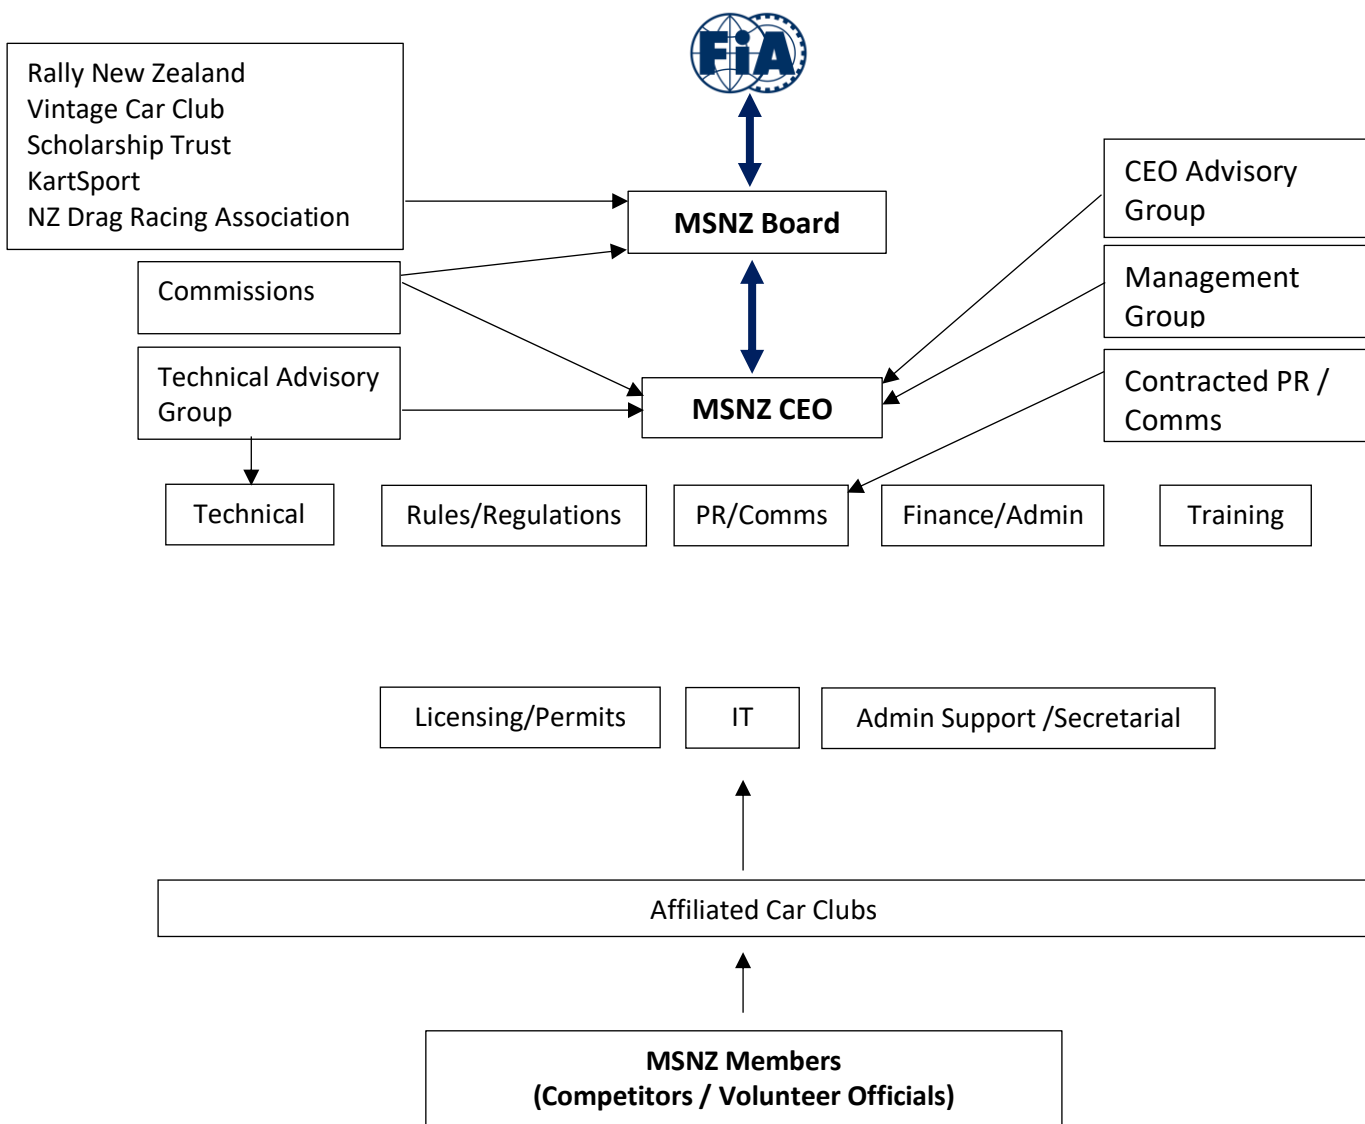 FiA
Rally New Zealand
Vintage Car Club
Scholarship Trust
KartSport
NZ Drag Racing Association
MSNZ Board
CEO Advisory
Group
Commissions
Management
Group
Technical Advisory
Group
MSNZ CEO
Contracted PR /
Comms
Technical
Rules/Regulations
PR/Comms
Finance/Admin
Training
Licensing/Permits
IT
Admin Support /Secretarial
Affiliated Car Clubs
MSNZ Members
(Competitors / Volunteer Officials)